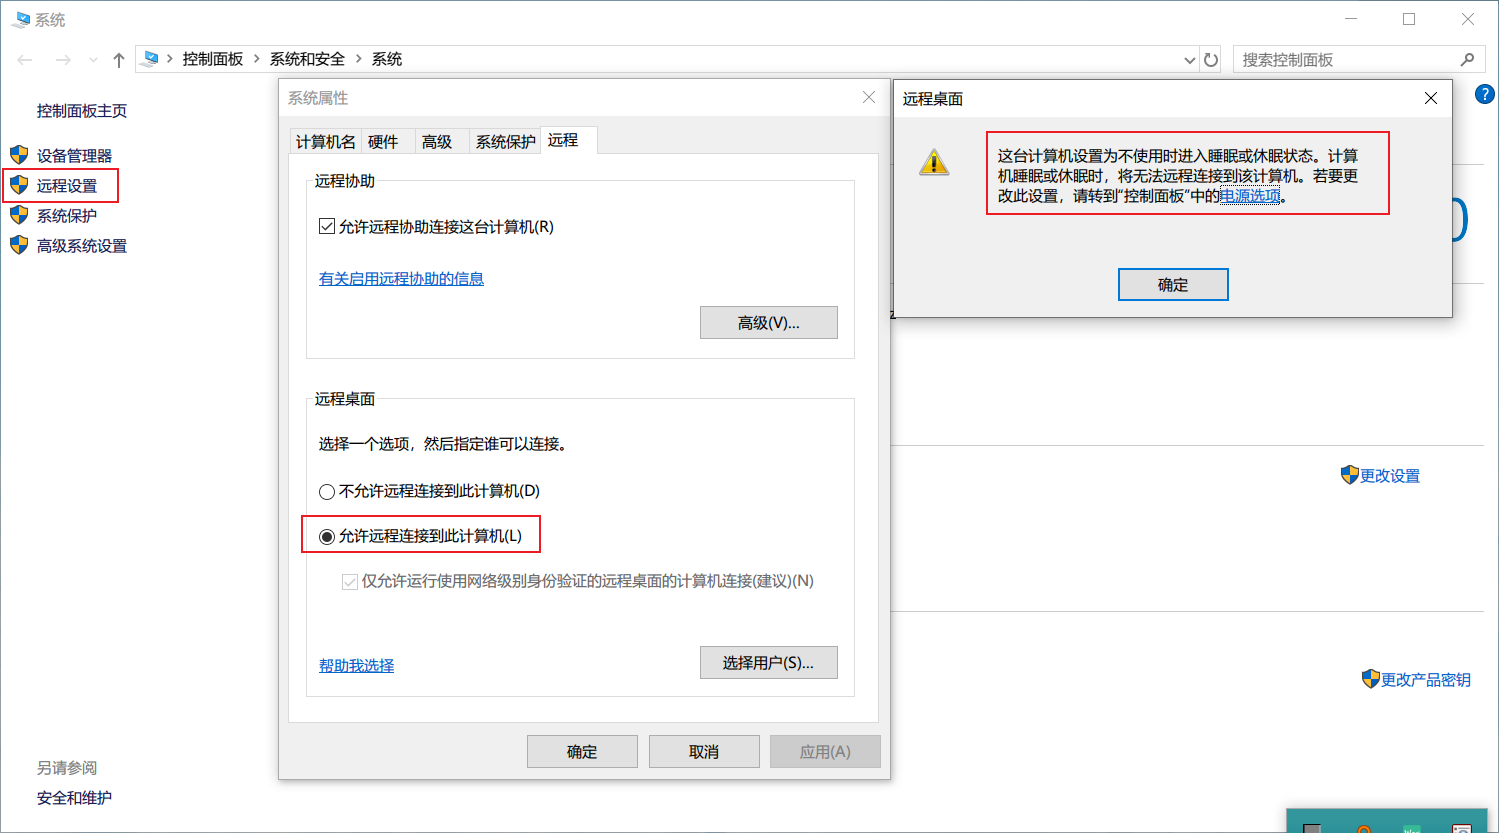 系统
控制面板 系统和安全 系统
搜索控制面板
控制面板主页
设备管理器
远程设置
系统保护
高级系统设置
另请参阅
安全和维护
系统属性
计算机名 硬件 高级 系统保护 远程
远程协助
允许远程协助连接这台计算机(R)
有关启用远程协助的信息
高级(V)...
远程桌面
选择一个选项，然后指定谁可以连接。
不允许远程连接到此计算机(D)
允许远程连接到此计算机(L)
仅允许运行使用网络级别身份验证的远程桌面的计算机连接(建议)(N)
帮助我选择
选择用户(S)...
确定 取消 应用(A)
远程桌面
这台计算机设置为不使用时进入睡眠或休眠状态。计算
机睡眠或休眠时，将无法远程连接到该计算机。若要更
改此设置，请转到“控制面板”中的电源选项。
确定
更改设置
更改产品密钥